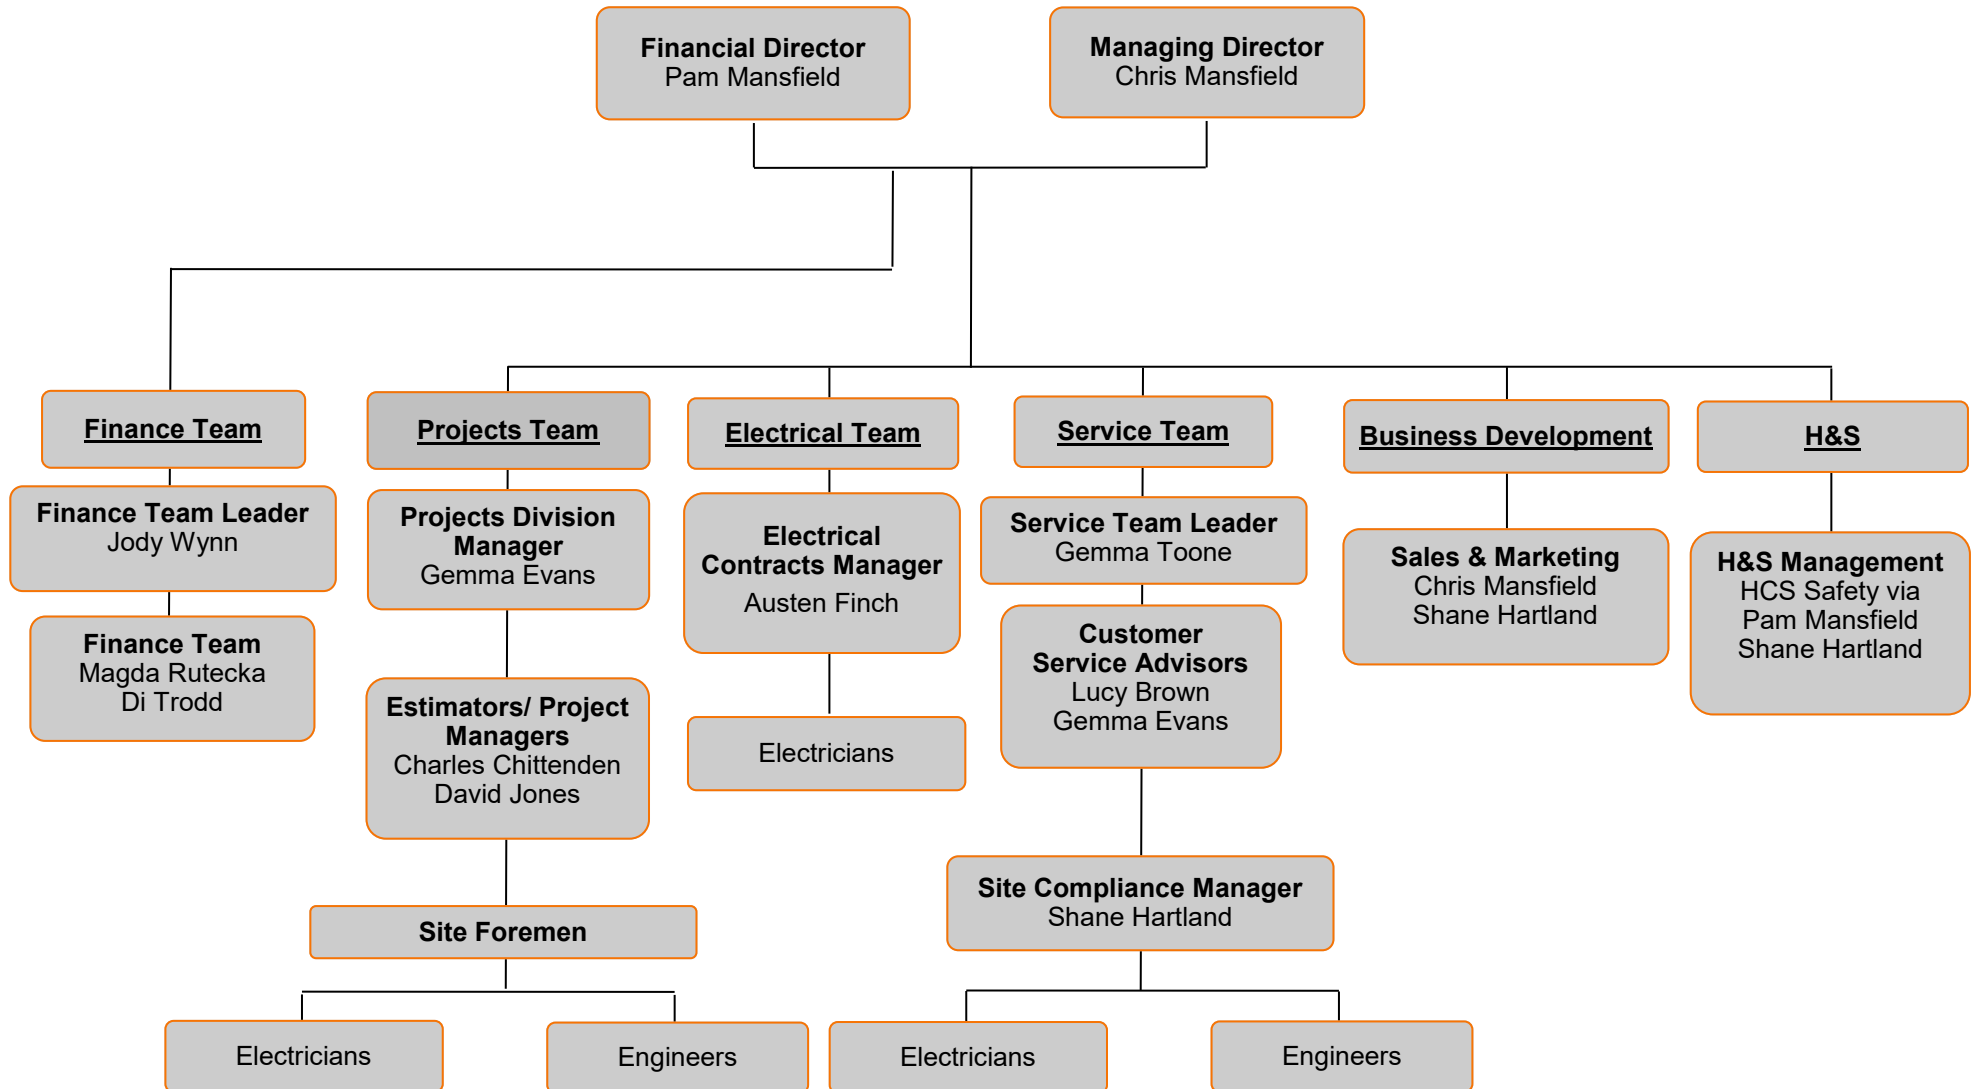 Financial Director
Pam Mansfield
Managing Director
Chris Mansfield
Finance Team
Projects Team
Electrical Team
Service Team
Business Development
H&S
Finance Team Leader
Jody Wynn
Finance Team
Magda Rutecka
Di Trodd
Projects Division
Manager
Gemma Evans
Estimators/ Project
Managers
Charles Chittenden
David Jones
Site Foremen
Electricians
Engineers
Electrical
Contracts Manager
Austen Finch
Electricians
Service Team Leader
Gemma Toone
Customer
Service Advisors
Lucy Brown
Gemma Evans
Site Compliance Manager
Shane Hartland
Electricians
Engineers
Sales & Marketing
Chris Mansfield
Shane Hartland
H&S Management
HCS Safety via
Pam Mansfield
Shane Hartland